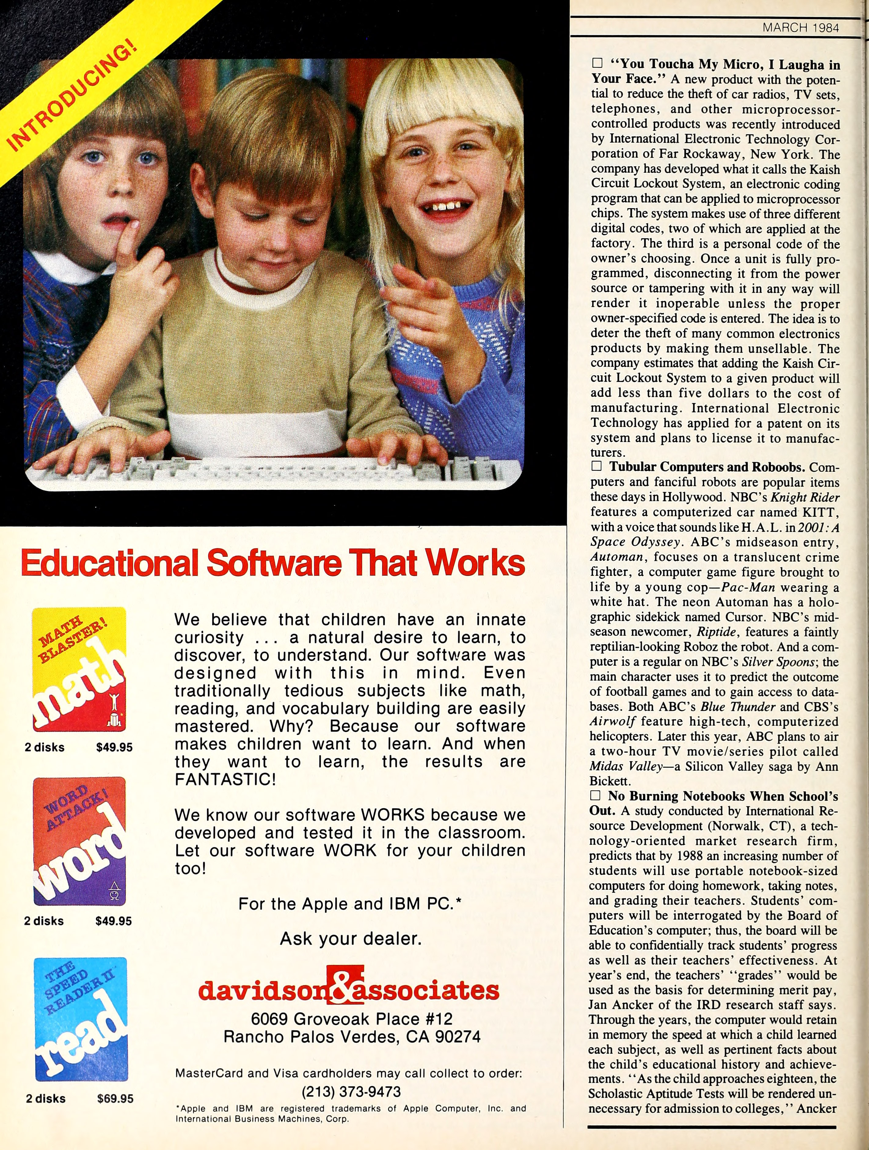 INTRODUCING!
Educational Software That Works
MATH
BLASTER!
math
2 disks $49.95
WORD
ATTACK!
word
2 disks $49.95
THE
SPEED
READER II™
read
2 disks $69.95
We believe that children have an innate
curiosity ... a natural desire to learn, to
discover, to understand. Our software was
designed with this in mind. Even
traditionally tedious subjects like math,
reading, and vocabulary building are easily
mastered. Why? Because our software
makes children want to learn. And when
they want to learn, the results are
FANTASTIC!
We know our software WORKS because we
developed and tested it in the classroom.
Let our software WORK for your children
too!
For the Apple and IBM PC.*
Ask your dealer.
davidson&associates
6069 Groveoak Place #12
Rancho Palos Verdes, CA 90274
MasterCard and Visa cardholders may call collect to order:
(213) 373-9473
*Apple and IBM are registered trademarks of Apple Computer, Inc. and
International Business Machines, Corp.
MARCH 1984
□ “You Toucha My Micro, I Laugha in
Your Face.” A new product with the poten-
tial to reduce the theft of car radios, TV sets,
telephones, and other microprocessor-
controlled products was recently introduced
by International Electronic Technology Cor-
poration of Far Rockaway, New York. The
company has developed what it calls the Kaish
Circuit Lockout System, an electronic coding
program that can be applied to microprocessor
chips. The system makes use of three different
digital codes, two of which are applied at the
factory. The third is a personal code of the
owner's choosing. Once a unit is fully pro-
grammed, disconnecting it from the power
source or tampering with it in any way will
render it inoperable unless the proper
owner-specified code is entered. The idea is to
deter the theft of many common electronics
products by making them unsellable. The
company estimates that adding the Kaish Cir-
cuit Lockout System to a given product will
add less than five dollars to the cost of
manufacturing. International Electronic
Technology has applied for a patent on its
system and plans to license it to manufac-
turers.
□ Tubular Computers and Roboobs. Com-
puters and fanciful robots are popular items
these days in Hollywood. NBC's Knight Rider
features a computerized car named KITT,
with a voice that sounds like H.A.L. in 2001: A
Space Odyssey. ABC's midseason entry,
Automan, focuses on a translucent crime
fighter, a computer game figure brought to
life by a young cop—Pac-Man wearing a
white hat. The neon Automan has a holo-
graphic sidekick named Cursor. NBC's mid-
season newcomer, Riptide, features a faintly
reptilian-looking Roboz the robot. And a com-
puter is a regular on NBC's Silver Spoons; the
main character uses it to predict the outcome
of football games and to gain access to data-
bases. Both ABC's Blue Thunder and CBS's
Airwolf feature high-tech, computerized
helicopters. Later this year, ABC plans to air
a two-hour TV movie/series pilot called
Midas Valley—a Silicon Valley saga by Ann
Bickett.
□ No Burning Notebooks When School's
Out. A study conducted by International Re-
source Development (Norwalk, CT), a tech-
nology-oriented market research firm,
predicts that by 1988 an increasing number of
students will use portable notebook-sized
computers for doing homework, taking notes,
and grading their teachers. Students' com-
puters will be interrogated by the Board of
Education's computer; thus, the board will be
able to confidentially track students' progress
as well as their teachers' effectiveness. At
year's end, the teachers' “grades” would be
used as the basis for determining merit pay,
Jan Ancker of the IRD research staff says.
Through the years, the computer would retain
in memory the speed at which a child learned
each subject, as well as pertinent facts about
the child's educational history and achieve-
ments. “As the child approaches eighteen, the
Scholastic Aptitude Tests will be rendered un-
necessary for admission to colleges,” Ancker